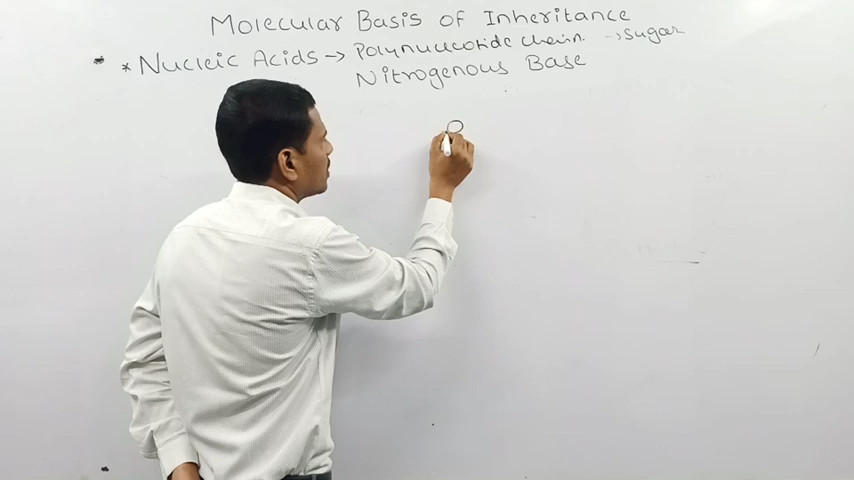 Molecular Basis of Inheritance
* Nucleic Acids → Polynucleotide chain. → Sugar
Nitrogenous Base